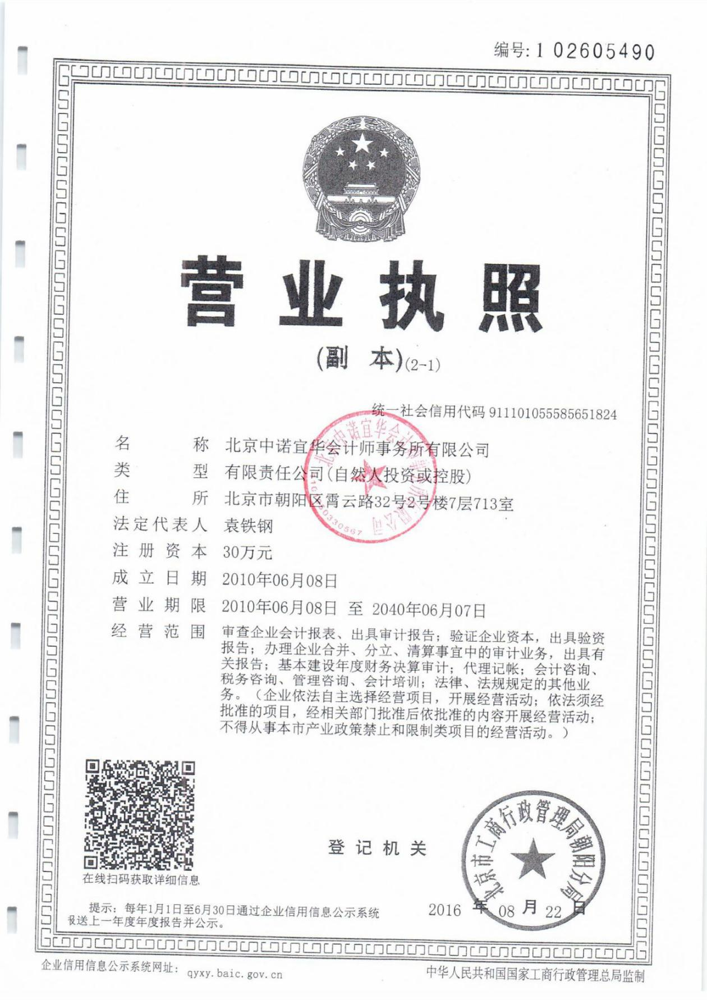 编号:1 02605490
营业执照
(副 本)(2-1)
统一社会信用代码 911101055585651824
名称 北京中诺宜华会计师事务所有限公司
类型 有限责任公司(自然人投资或控股)
住所 北京市朝阳区霄云路32号2号楼7层713室
法定代表人 袁铁钢
注册资本 30万元
成立日期 2010年06月08日
营业期限 2010年06月08日 至 2040年06月07日
经营范围 审查企业会计报表、出具审计报告；验证企业资本，出具验资
报告；办理企业合并、分立、清算事宜中的审计业务，出具有
关报告；基本建设年度财务决算审计；代理记帐；会计咨询、
税务咨询、管理咨询、会计培训；法律、法规规定的其他业
务。（企业依法自主选择经营项目，开展经营活动；依法须经
批准的项目，经相关部门批准后依批准的内容开展经营活动；
不得从事本市产业政策禁止和限制类项目的经营活动。）
北京中诺宜华会计师事务所有限公司
在线扫码获取详细信息
登记机关
北京市工商行政管理局朝阳分局
2016 年 08 月 22 日
提示：每年1月1日至6月30日通过企业信用信息公示系统
报送上一年度年度报告并公示。
企业信用信息公示系统网址： qyxy.baic.gov.cn
中华人民共和国国家工商行政管理总局监制